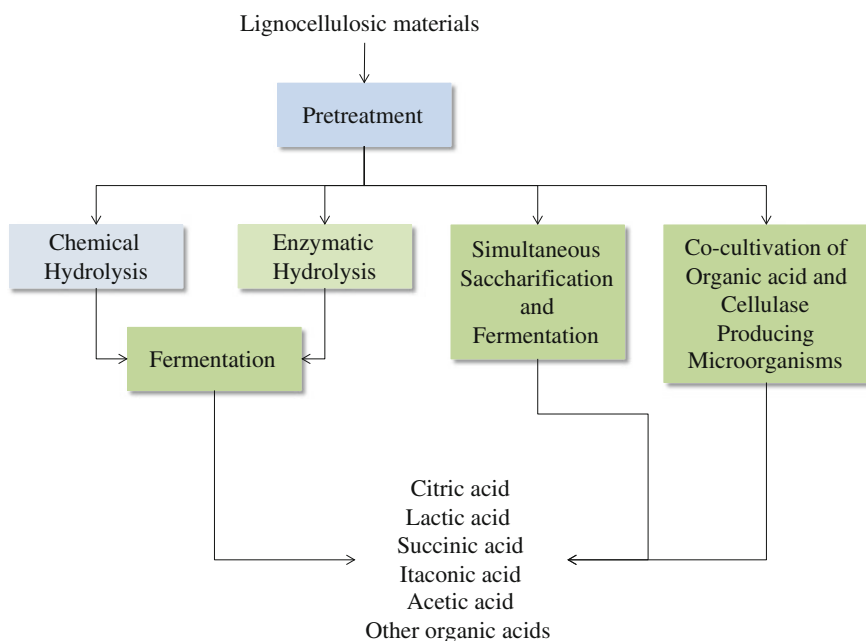 Lignocellulosic materials
Pretreatment
Chemical
Hydrolysis
Enzymatic
Hydrolysis
Simultaneous
Saccharification
and
Fermentation
Co-cultivation of
Organic acid and
Cellulase
Producing
Microorganisms
Fermentation
Citric acid
Lactic acid
Succinic acid
Itaconic acid
Acetic acid
Other organic acids